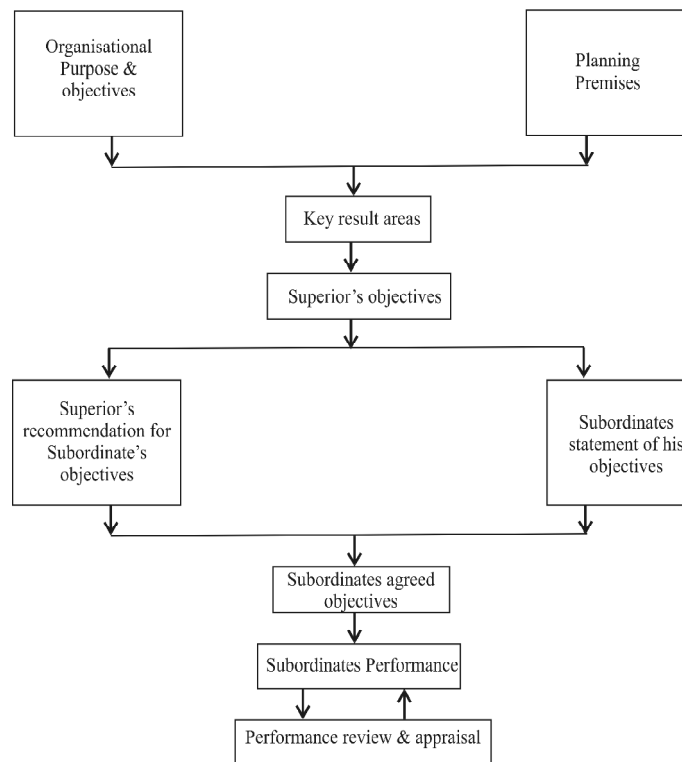 Organisational
Purpose &
objectives
Planning
Premises
Key result areas
Superior's objectives
Superior's
recommendation for
Subordinate's
objectives
Subordinates
statement of his
objectives
Subordinates agreed
objectives
Subordinates Performance
Performance review & appraisal